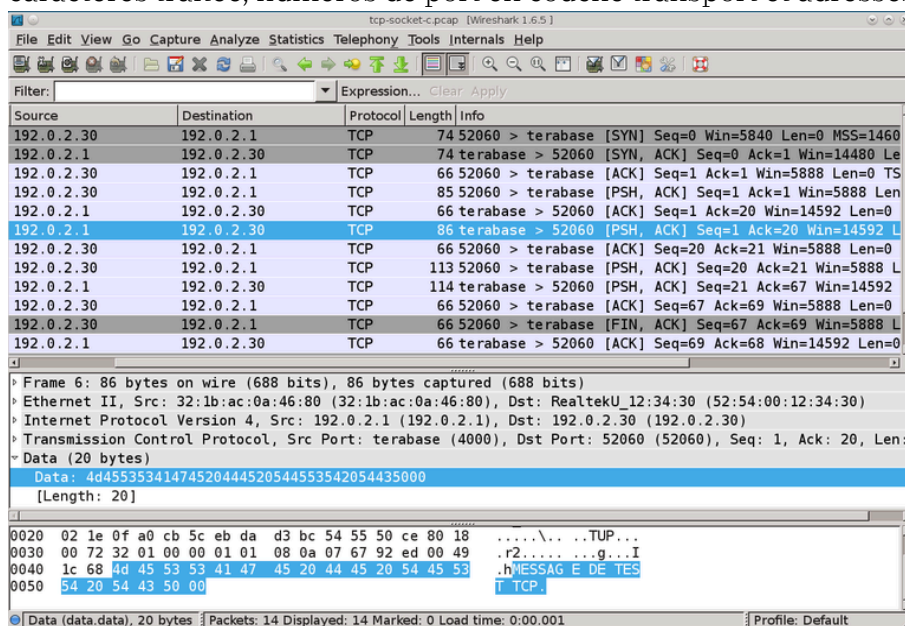 caractères tranée, numéros de port en couche transport et adresses
tcp-socket-c.pcap [Wireshark 1.6.5]
File Edit View Go Capture Analyze Statistics Telephony Tools Internals Help
Filter: Expression... Clear Apply
Source Destination Protocol Length Info
192.0.2.30 192.0.2.1 TCP 74 52060 > terabase [SYN] Seq=0 Win=5840 Len=0 MSS=1460
192.0.2.1 192.0.2.30 TCP 74 terabase > 52060 [SYN, ACK] Seq=0 Ack=1 Win=14480 Le
192.0.2.30 192.0.2.1 TCP 66 52060 > terabase [ACK] Seq=1 Ack=1 Win=5888 Len=0 TS
192.0.2.30 192.0.2.1 TCP 85 52060 > terabase [PSH, ACK] Seq=1 Ack=1 Win=5888 Len
192.0.2.1 192.0.2.30 TCP 66 terabase > 52060 [ACK] Seq=1 Ack=20 Win=14592 Len=0
192.0.2.1 192.0.2.30 TCP 86 terabase > 52060 [PSH, ACK] Seq=1 Ack=20 Win=14592 L
192.0.2.30 192.0.2.1 TCP 66 52060 > terabase [ACK] Seq=20 Ack=21 Win=5888 Len=0
192.0.2.30 192.0.2.1 TCP 113 52060 > terabase [PSH, ACK] Seq=20 Ack=21 Win=5888 L
192.0.2.1 192.0.2.30 TCP 114 terabase > 52060 [PSH, ACK] Seq=21 Ack=67 Win=14592
192.0.2.30 192.0.2.1 TCP 66 52060 > terabase [ACK] Seq=67 Ack=69 Win=5888 Len=0
192.0.2.30 192.0.2.1 TCP 66 52060 > terabase [FIN, ACK] Seq=67 Ack=69 Win=5888 L
192.0.2.1 192.0.2.30 TCP 66 terabase > 52060 [ACK] Seq=69 Ack=68 Win=14592 Len=0
Frame 6: 86 bytes on wire (688 bits), 86 bytes captured (688 bits)
Ethernet II, Src: 32:1b:ac:0a:46:80 (32:1b:ac:0a:46:80), Dst: RealtekU_12:34:30 (52:54:00:12:34:30)
Internet Protocol Version 4, Src: 192.0.2.1 (192.0.2.1), Dst: 192.0.2.30 (192.0.2.30)
Transmission Control Protocol, Src Port: terabase (4000), Dst Port: 52060 (52060), Seq: 1, Ack: 20, Len:
Data (20 bytes)
Data: 4d45535341474520444520544553542054435000
[Length: 20]
0020 02 1e 0f a0 cb 5c eb da d3 bc 54 55 50 ce 80 18 .....\.. ..TUP...
0030 00 72 32 01 00 00 01 01 08 0a 07 67 92 ed 00 49 .r2..... ...g...I
0040 1c 68 4d 45 53 53 41 47 45 20 44 45 20 54 45 53 .hMESSAG E DE TES
0050 54 20 54 43 50 00 T TCP.
Data (data.data), 20 bytes Packets: 14 Displayed: 14 Marked: 0 Load time: 0:00.001 Profile: Default